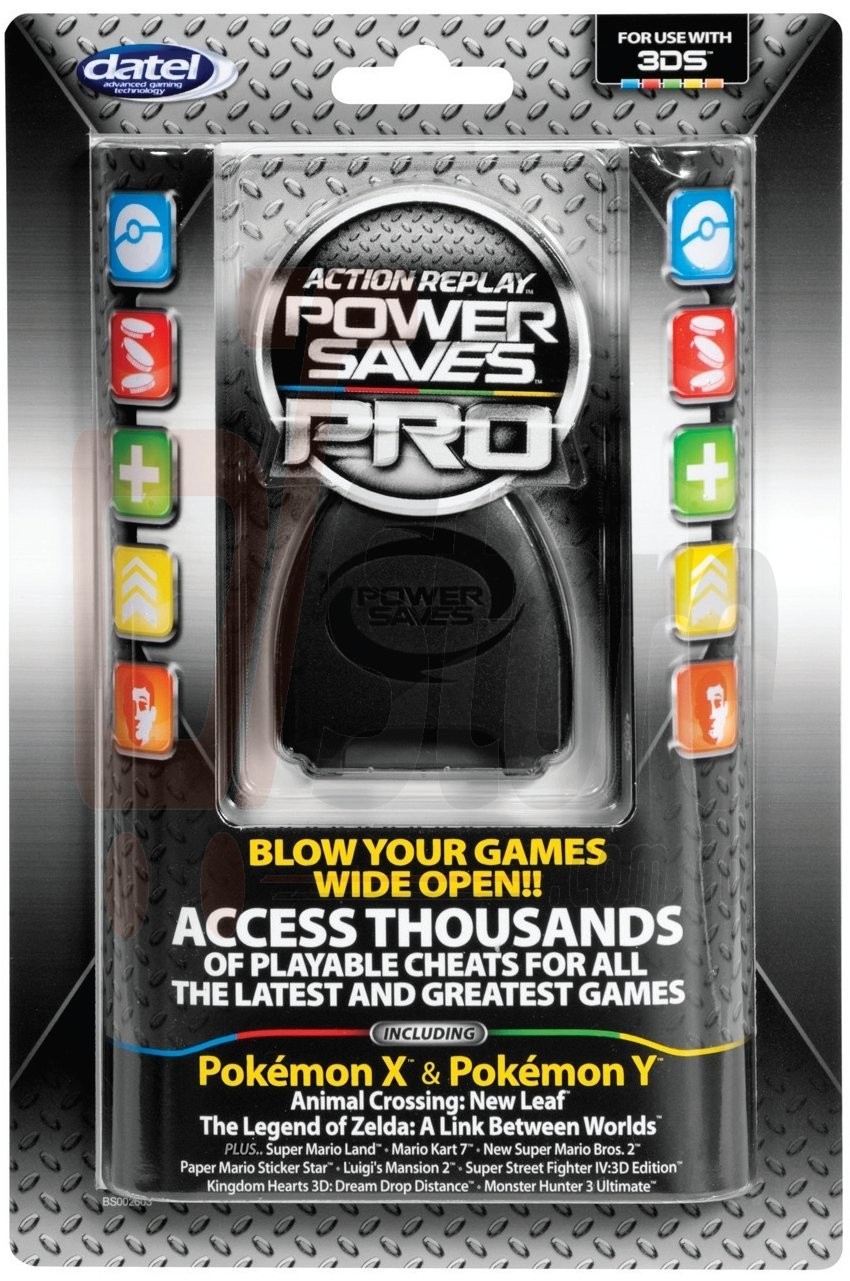 datel
advanced gaming
technology
FOR USE WITH
3DS™
ACTION REPLAY™
POWER
SAVES™
PRO
POWER
SAVES
BLOW YOUR GAMES
WIDE OPEN!!
ACCESS THOUSANDS
OF PLAYABLE CHEATS FOR ALL
THE LATEST AND GREATEST GAMES
INCLUDING
Pokémon X™ & Pokémon Y™
Animal Crossing: New Leaf™
The Legend of Zelda: A Link Between Worlds™
PLUS.. Super Mario Land™ • Mario Kart 7™ • New Super Mario Bros. 2™
Paper Mario Sticker Star™ • Luigi's Mansion 2™ • Super Street Fighter IV:3D Edition™
Kingdom Hearts 3D: Dream Drop Distance™ • Monster Hunter 3 Ultimate™
BS002603